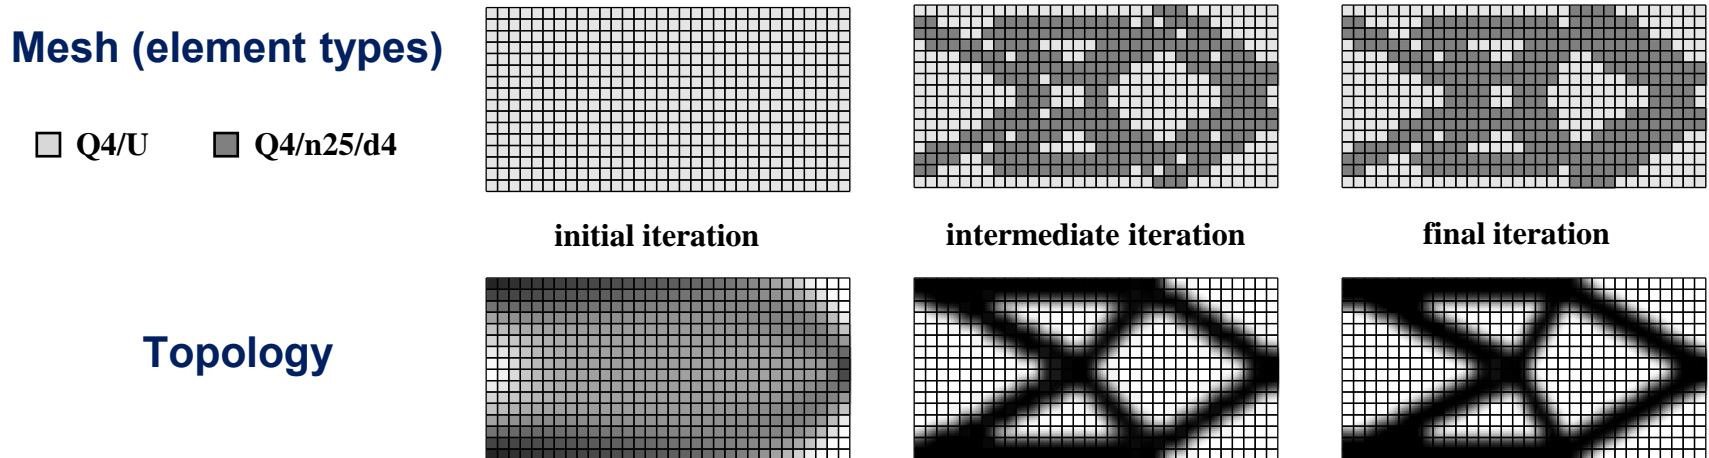 Mesh (element types)
Q4/U
Q4/n25/d4
initial iteration
intermediate iteration
final iteration
Topology